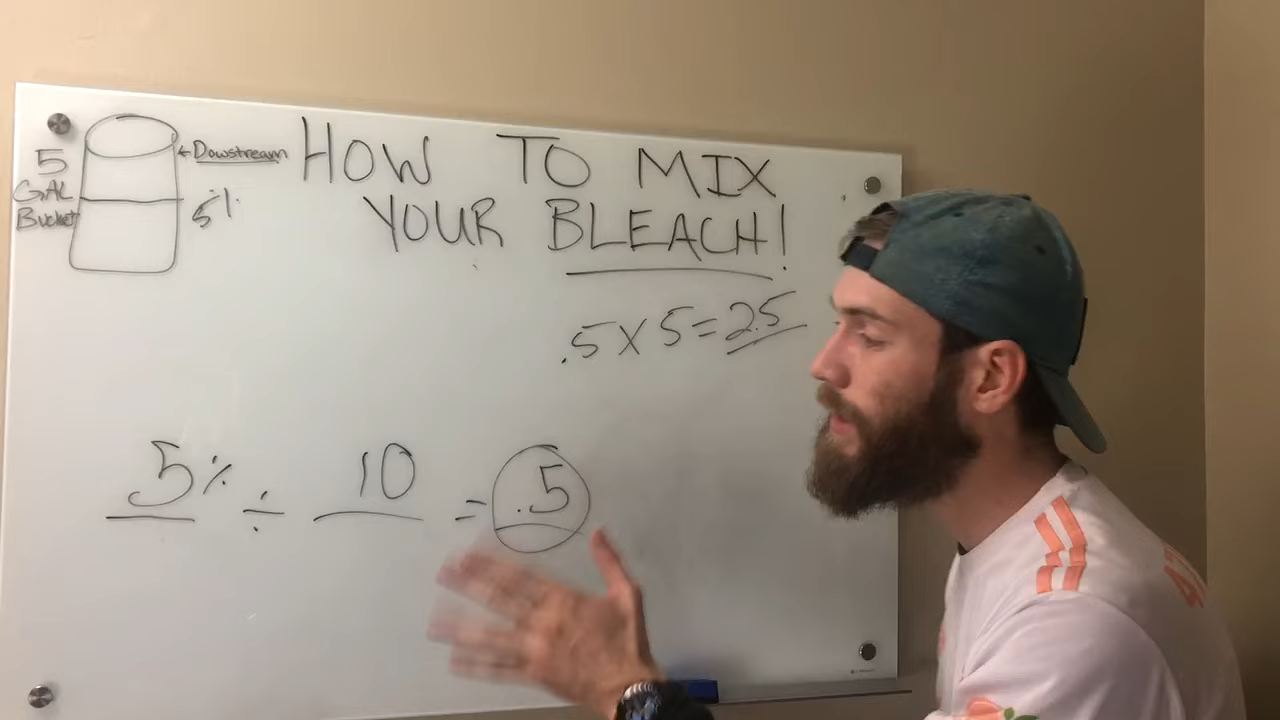 HOW TO MIX
YOUR BLEACH!
5
GAL
Bucket
←Dowstream
5%
.5 x 5 = 2.5
5% ÷ 10 = .5